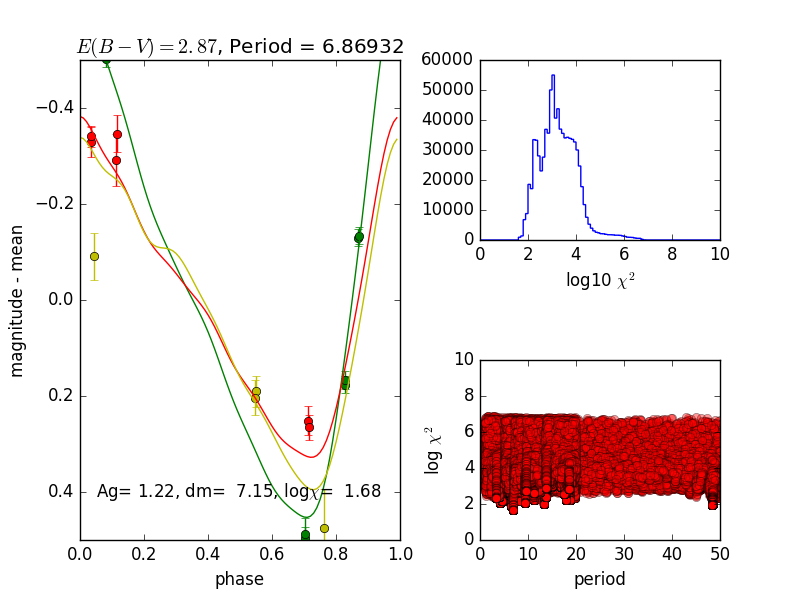 E(B − V) = 2.87, Period = 6.86932
−0.4
−0.2
0.0
0.2
0.4
magnitude - mean
Ag= 1.22, dm=  7.15, logχ=  1.68
0.0 0.2 0.4 0.6 0.8 1.0
phase
60000
50000
40000
30000
20000
10000
0
0 2 4 6 8 10
log10 χ²
10
8
6
4
2
0
log χ²
0 10 20 30 40 50
period